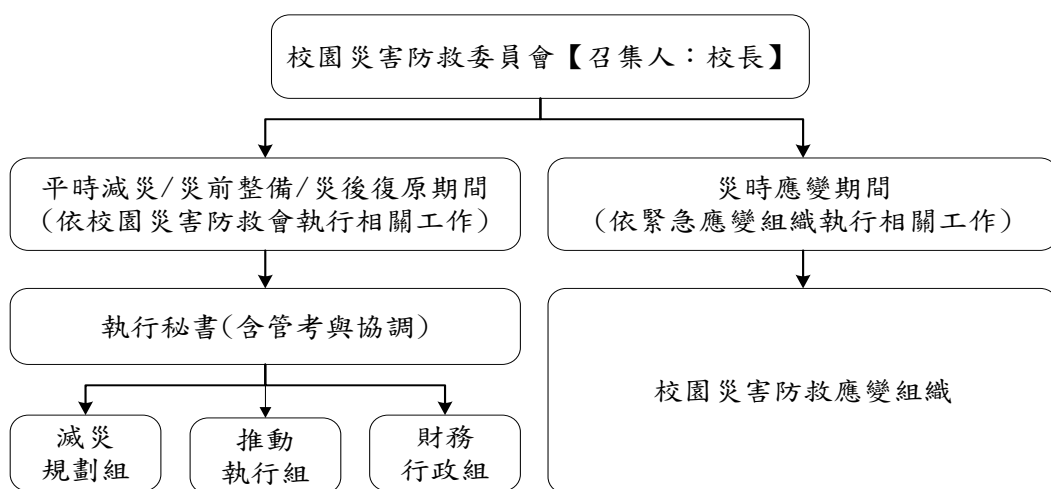 校園災害防救委員會【召集人：校長】
平時減災/災前整備/災後復原期間
(依校園災害防救會執行相關工作)
災時應變期間
(依緊急應變組織執行相關工作)
執行秘書(含管考與協調)
校園災害防救應變組織
減災
規劃組
推動
執行組
財務
行政組